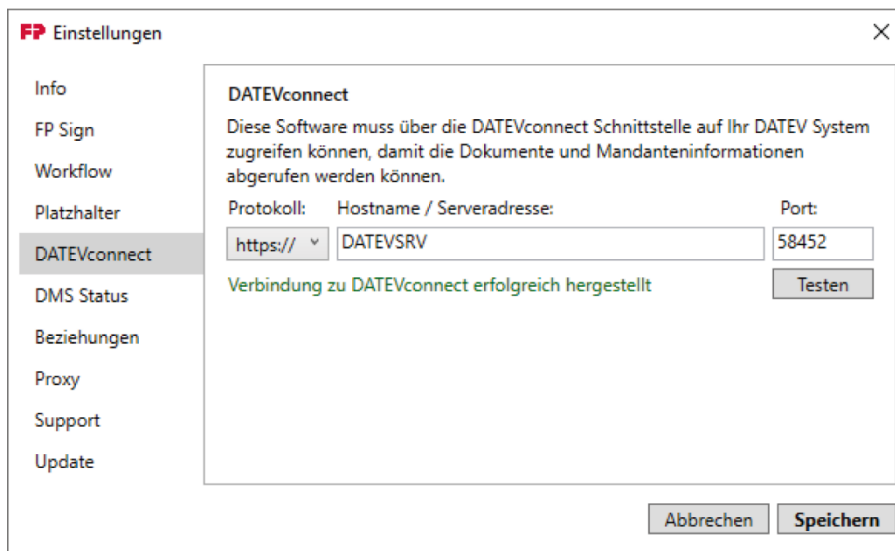 FP Einstellungen
Info
FP Sign
Workflow
Platzhalter
DATEVconnect
DMS Status
Beziehungen
Proxy
Support
Update
DATEVconnect
Diese Software muss über die DATEVconnect Schnittstelle auf Ihr DATEV System
zugreifen können, damit die Dokumente und Mandanteninformationen
abgerufen werden können.
Protokoll: Hostname / Serveradresse: Port:
https:// DATEVSRV 58452
Verbindung zu DATEVconnect erfolgreich hergestellt Testen
Abbrechen Speichern